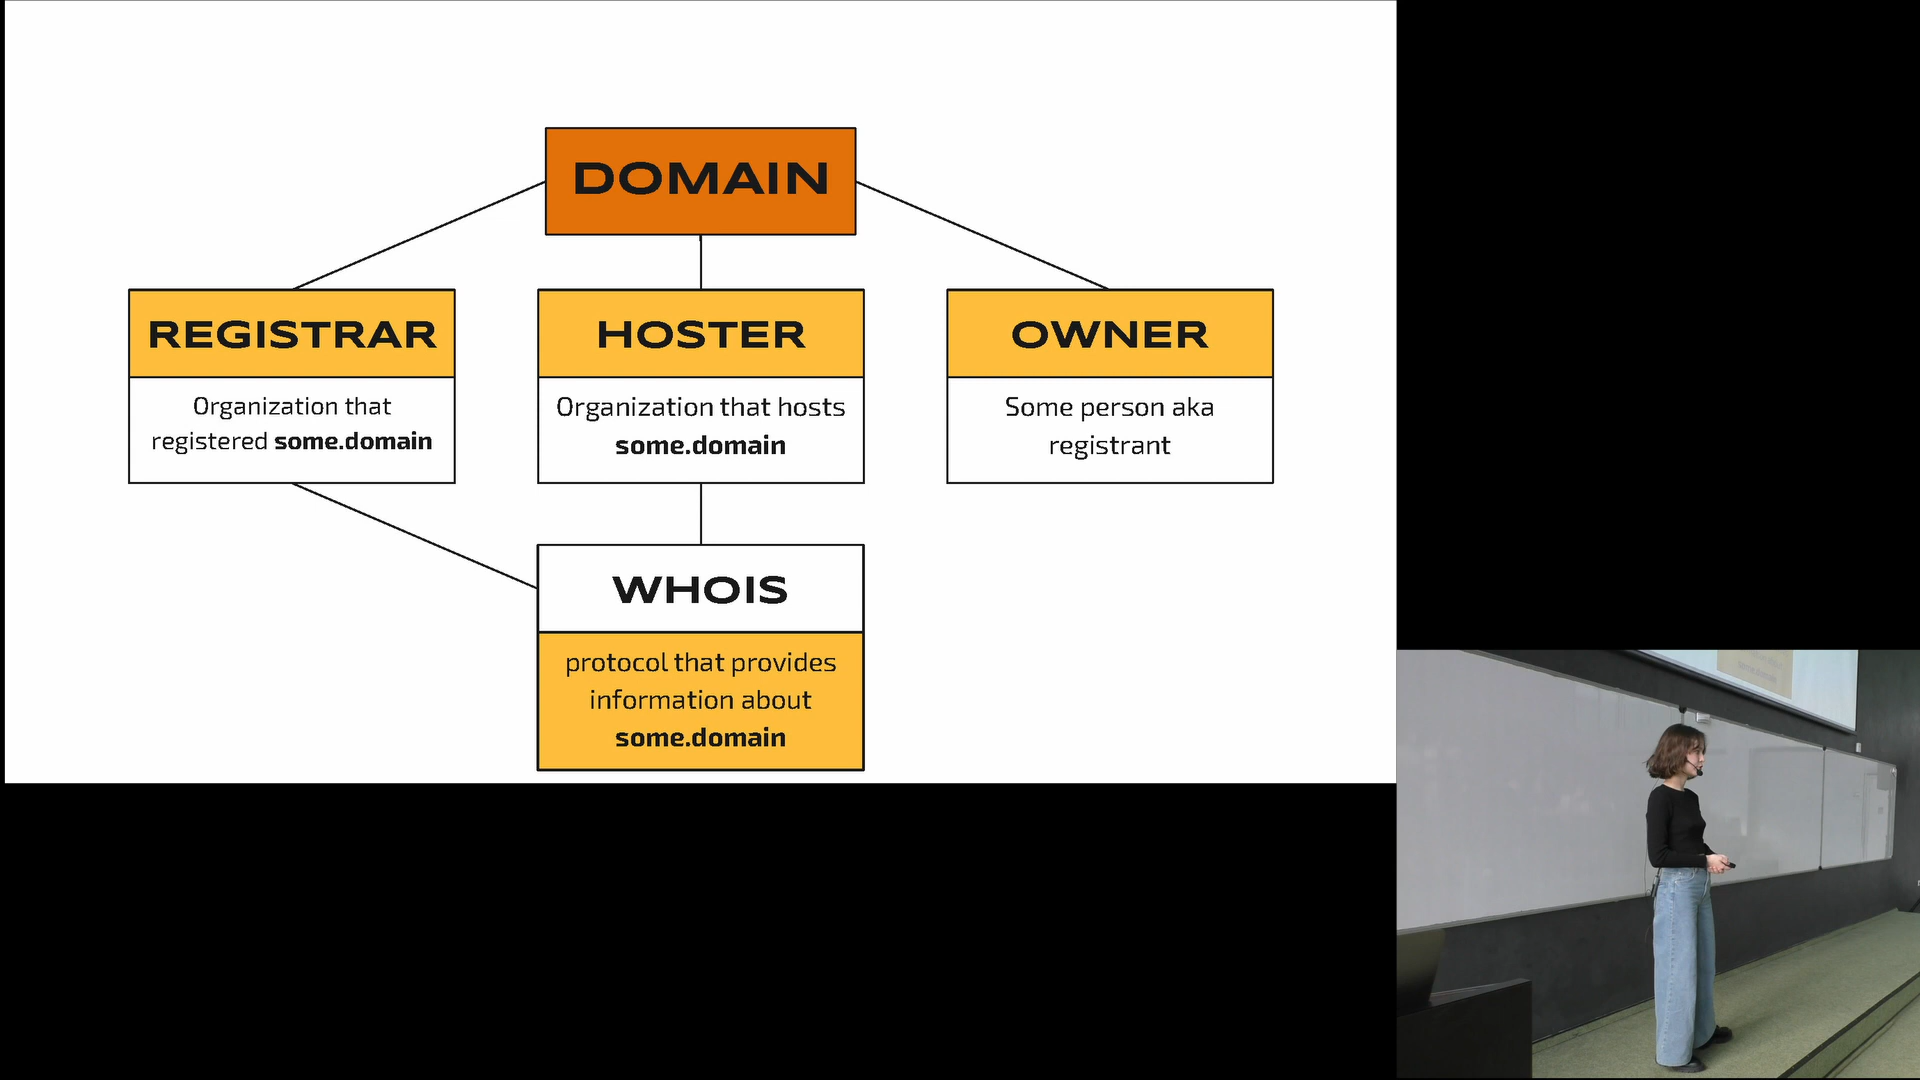 DOMAIN
REGISTRAR
Organization that
registered some.domain
HOSTER
Organization that hosts
some.domain
OWNER
Some person aka
registrant
WHOIS
protocol that provides
information about
some.domain